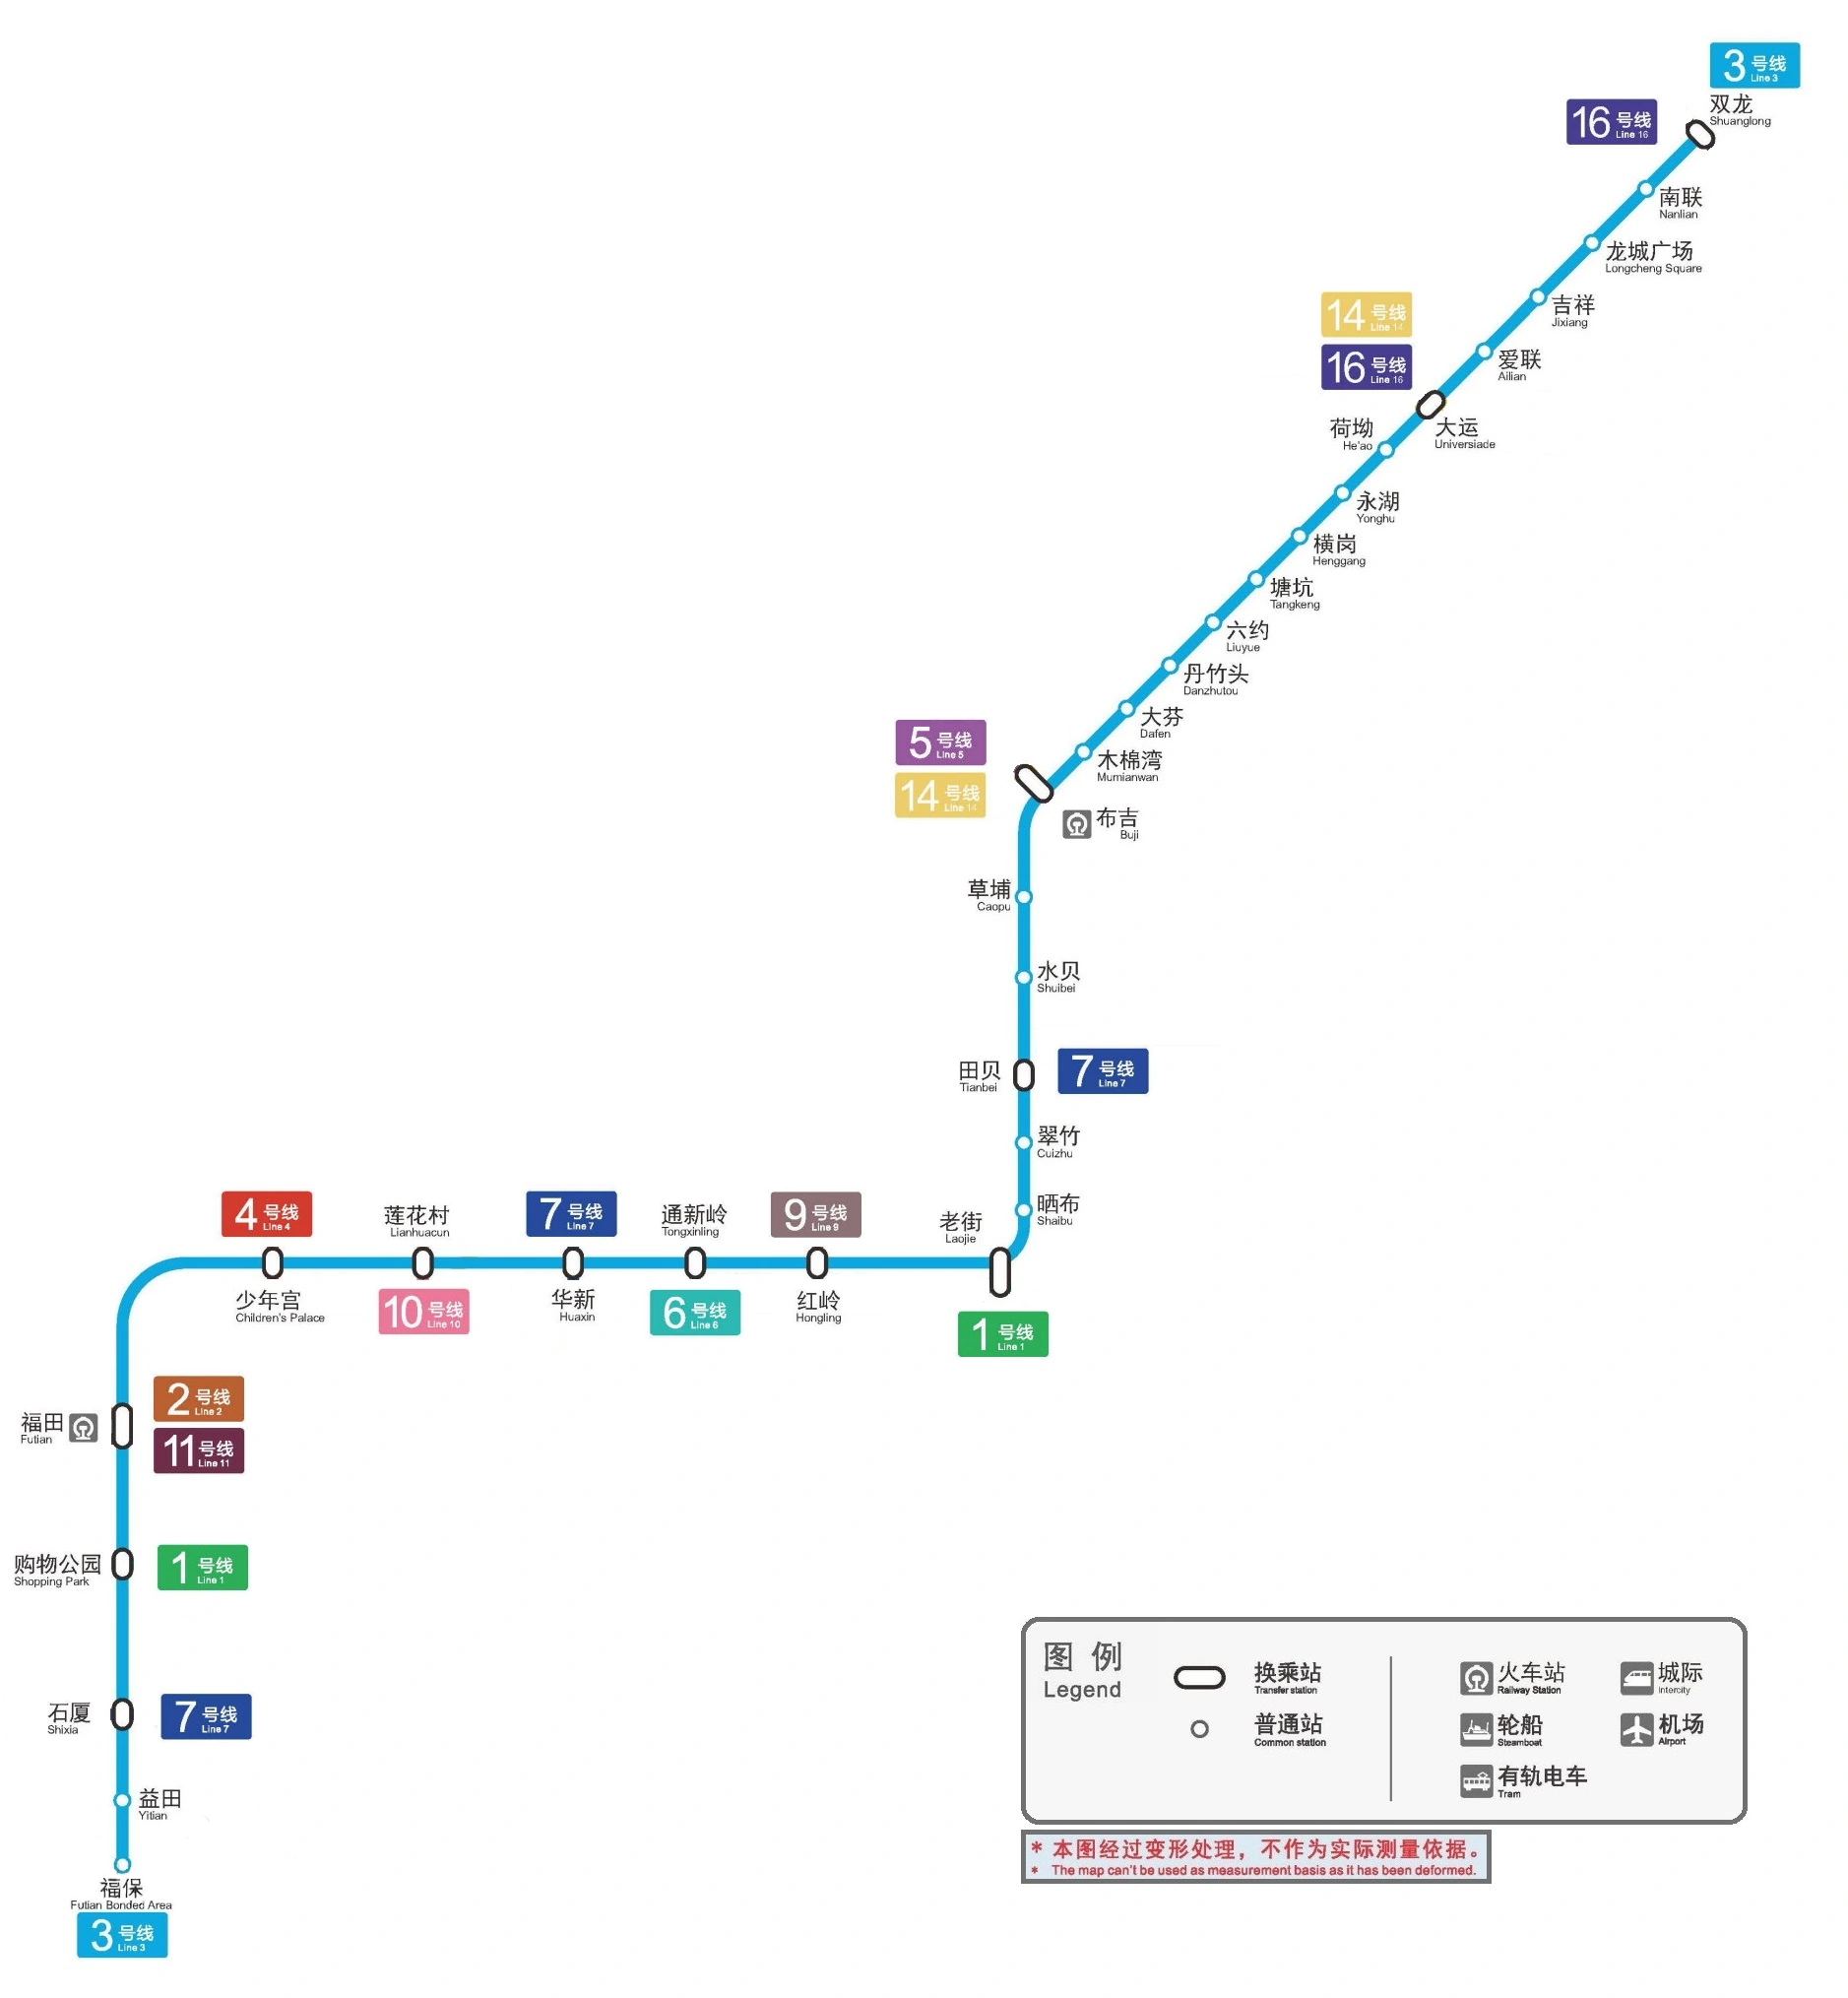 3号线
Line 3
双龙
Shuanglong
16号线
Line 16
南联
Nanlian
龙城广场
Longcheng Square
吉祥
Jixiang
爱联
Ailian
14号线
Line 14
16号线
Line 16
大运
Universiade
荷坳
He'ao
永湖
Yonghu
横岗
Henggang
塘坑
Tangkeng
六约
Liuyue
丹竹头
Danzhutou
大芬
Dafen
木棉湾
Mumianwan
5号线
Line 5
14号线
Line 14
布吉
Buji
草埔
Caopu
水贝
Shuibei
田贝
Tianbei
7号线
Line 7
翠竹
Cuizhu
晒布
Shaibu
老街
Laojie
1号线
Line 1
9号线
Line 9
红岭
Hongling
通新岭
Tongxinling
6号线
Line 6
7号线
Line 7
华新
Huaxin
莲花村
Lianhuacun
10号线
Line 10
4号线
Line 4
少年宫
Children's Palace
福田
Futian
2号线
Line 2
11号线
Line 11
购物公园
Shopping Park
1号线
Line 1
石厦
Shixia
7号线
Line 7
益田
Yitian
福保
Futian Bonded Area
3号线
Line 3
图 例
Legend
换乘站
Transfer station
普通站
Common station
火车站
Railway Station
城际
Intercity
轮船
Steamboat
机场
Airport
有轨电车
Tram
* 本图经过变形处理，不作为实际测量依据。
* The map can't be used as measurement basis as it has been deformed.